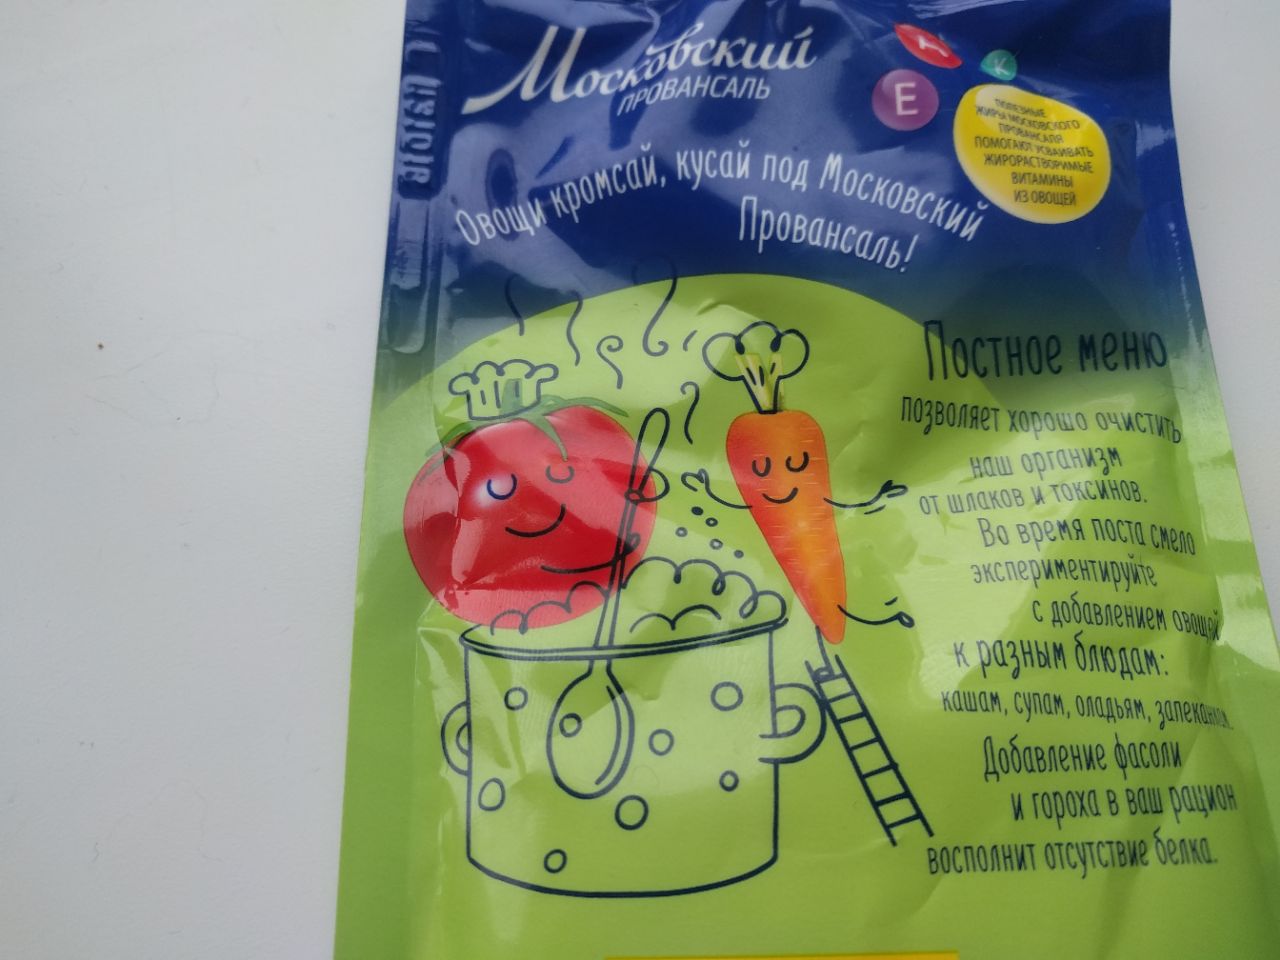 Московский
ПРОВАНСАЛЬ
А
К
Е
ПОЛЕЗНЫЕ
ЖИРЫ МОСКОВСКОГО
ПРОВАНСАЛЯ
ПОМОГАЮТ УСВАИВАТЬ
ЖИРОРАСТВОРИМЫЕ
ВИТАМИНЫ
ИЗ ОВОЩЕЙ
Овощи кромсай, кусай под Московский
Провансаль!
Постное меню
позволяет хорошо очистить
наш организм
от шлаков и токсинов.
Во время поста смело
экспериментируйте
с добавлением овощей
к разным блюдам:
кашам, супам, оладьям, запеканкам.
Добавление фасоли
и гороха в ваш рацион
восполнит отсутствие белка.